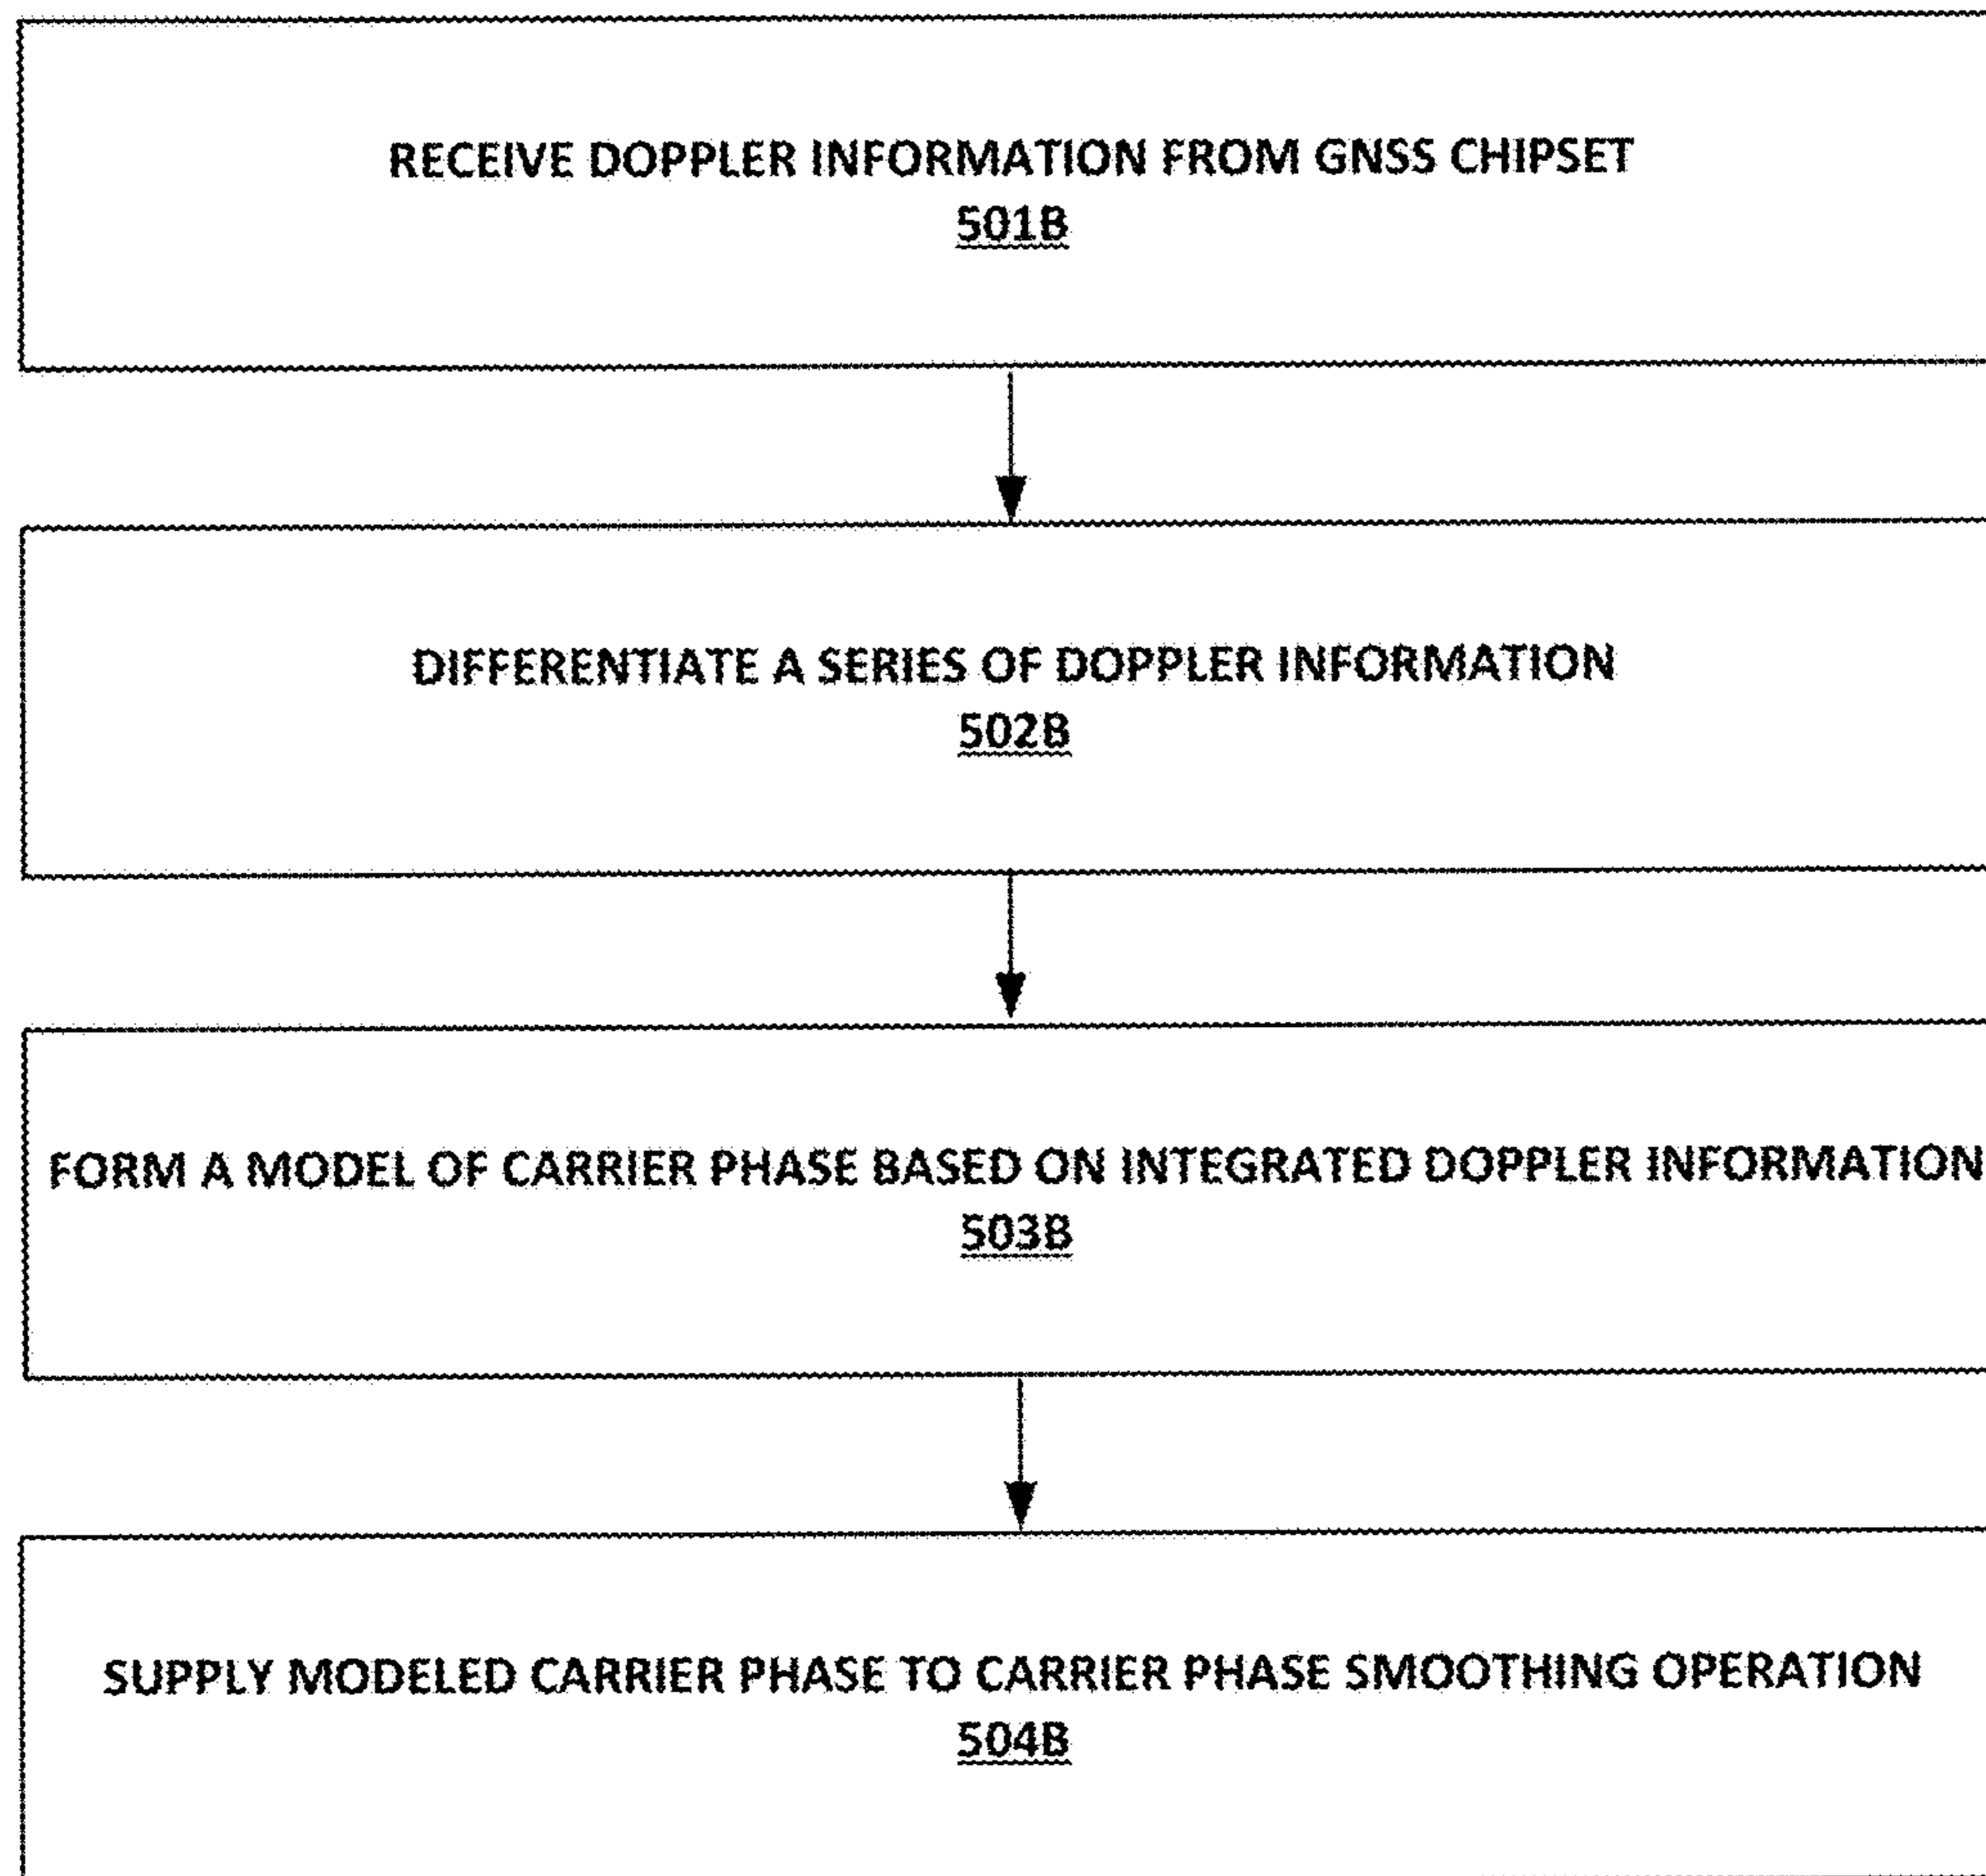 RECEIVE DOPPLER INFORMATION FROM GNSS CHIPSET
501B
DIFFERENTIATE A SERIES OF DOPPLER INFORMATION
502B
FORM A MODEL OF CARRIER PHASE BASED ON INTEGRATED DOPPLER INFORMATION
503B
SUPPLY MODELED CARRIER PHASE TO CARRIER PHASE SMOOTHING OPERATION
504B